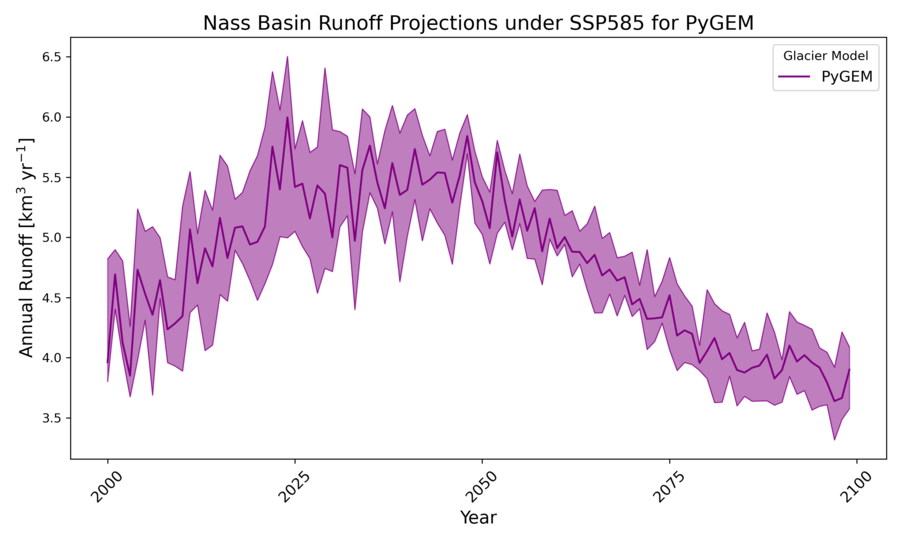 Nass Basin Runoff Projections under SSP585 for PyGEM
Glacier Model
PyGEM
Annual Runoff [km³ yr⁻¹]
6.5
6.0
5.5
5.0
4.5
4.0
3.5
2000
2025
2050
2075
2100
Year